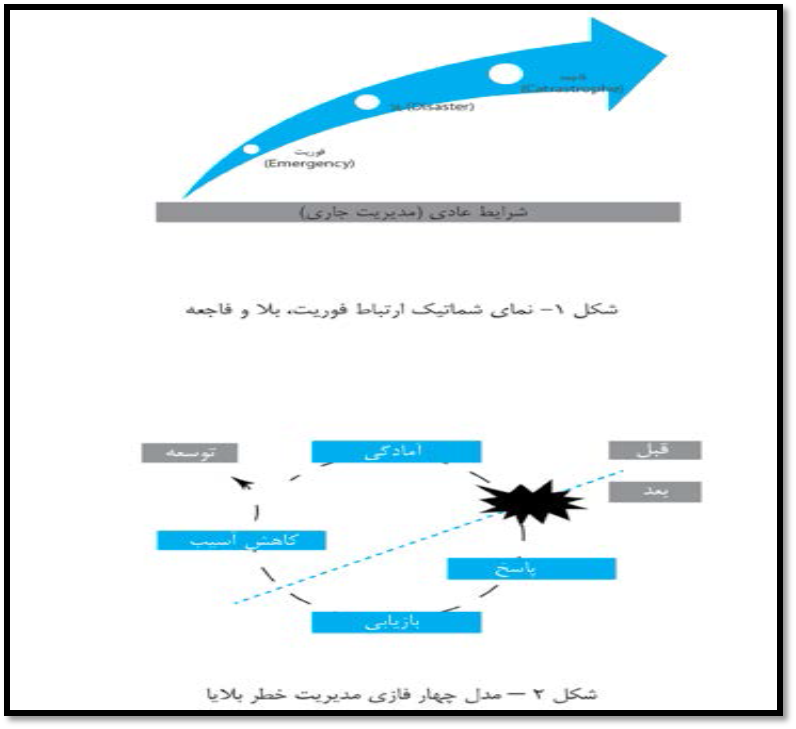 فاجعه
(Catrastrophe)
بلا (Disaster)
فوریت
(Emergency)
شرایط عادی (مدیریت جاری)
شکل ۱- نمای شماتیک ارتباط فوریت، بلا و فاجعه
توسعه
آمادگی
قبل
بعد
کاهش آسیب
پاسخ
بازیابی
شکل ۲ – مدل چهار فازی مدیریت خطر بلایا